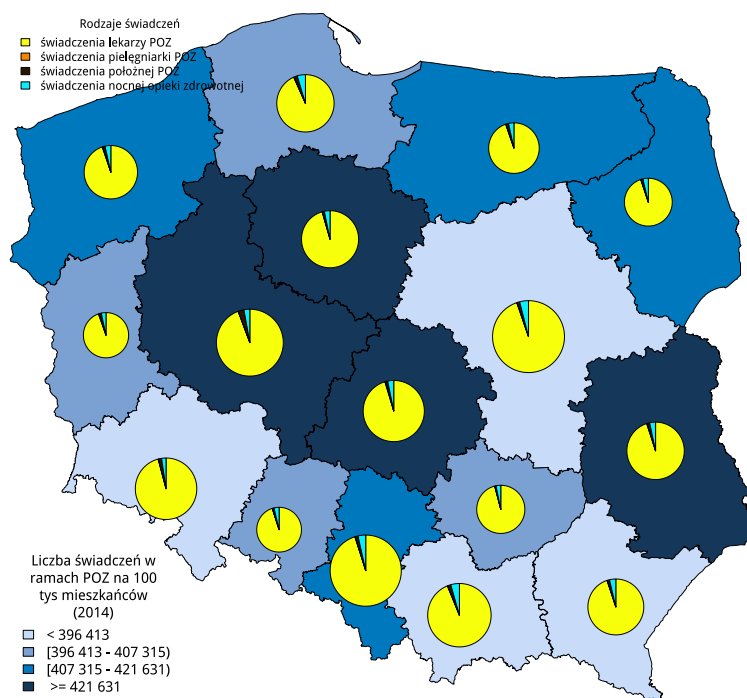 Rodzaje świadczeń
świadczenia lekarzy POZ
świadczenia pielęgniarki POZ
świadczenia położnej POZ
świadczenia nocnej opieki zdrowotnej
Liczba świadczeń w
ramach POZ na 100
tys mieszkańców
(2014)
< 396 413
[396 413 - 407 315)
[407 315 - 421 631)
>= 421 631